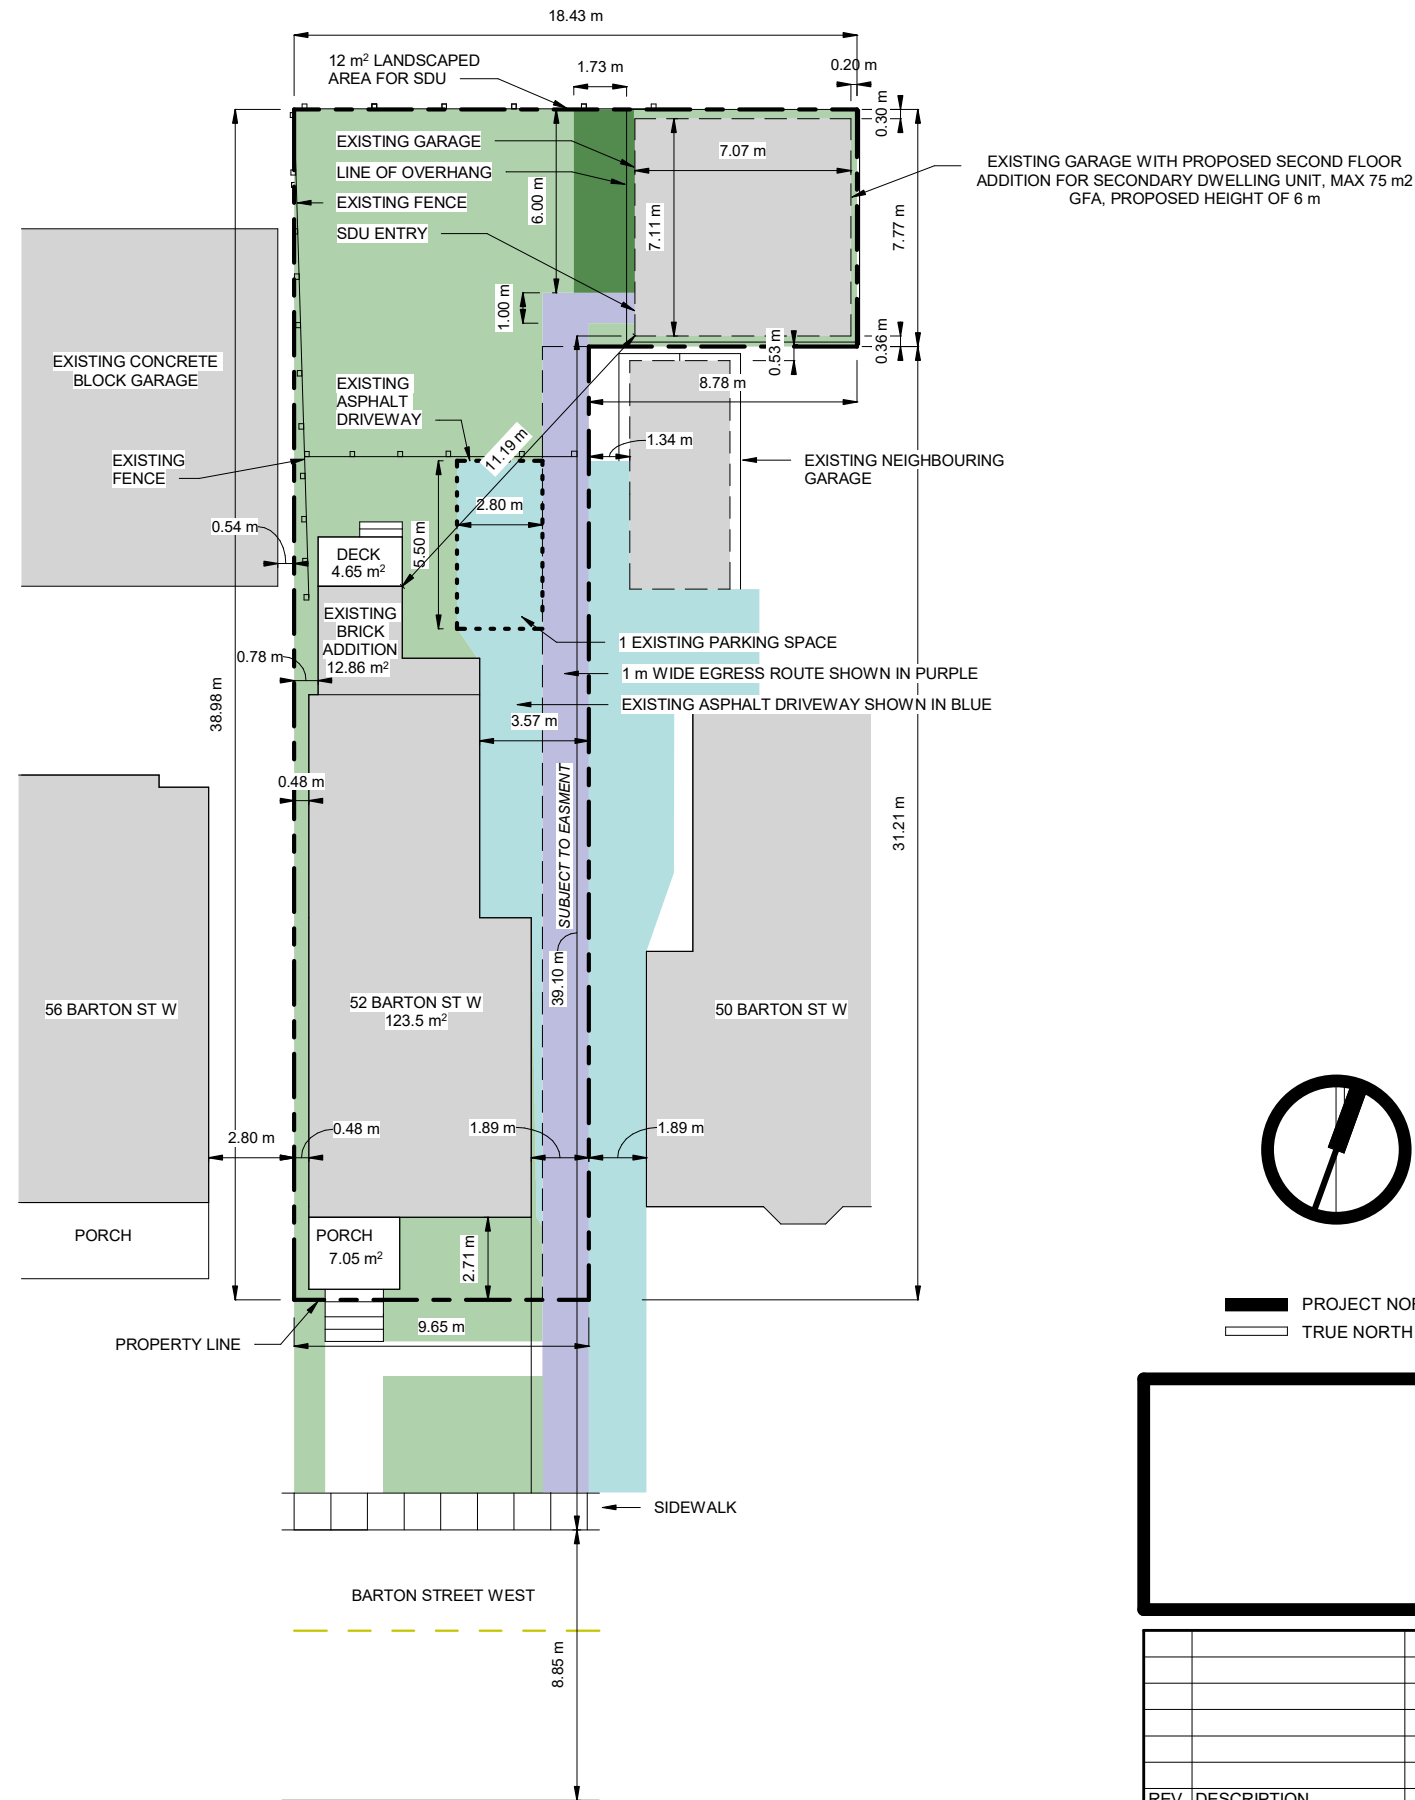 18.43 m
12 m² LANDSCAPED
AREA FOR SDU
1.73 m
0.20 m
0.30 m
EXISTING GARAGE
LINE OF OVERHANG
EXISTING FENCE
SDU ENTRY
6.00 m
7.07 m
7.11 m
7.77 m
EXISTING GARAGE WITH PROPOSED SECOND FLOOR
ADDITION FOR SECONDARY DWELLING UNIT, MAX 75 m2
GFA, PROPOSED HEIGHT OF 6 m
1.00 m
0.53 m
0.36 m
EXISTING CONCRETE
BLOCK GARAGE
EXISTING
ASPHALT
DRIVEWAY
8.78 m
11.19 m
1.34 m
EXISTING
FENCE
EXISTING NEIGHBOURING
GARAGE
2.80 m
5.50 m
0.54 m
DECK
4.65 m²
EXISTING
BRICK
ADDITION
12.86 m²
1 EXISTING PARKING SPACE
0.78 m
1 m WIDE EGRESS ROUTE SHOWN IN PURPLE
EXISTING ASPHALT DRIVEWAY SHOWN IN BLUE
38.98 m
3.57 m
0.48 m
SUBJECT TO EASMENT
31.21 m
39.10 m
56 BARTON ST W
52 BARTON ST W
123.5 m²
50 BARTON ST W
2.80 m
0.48 m
1.89 m
1.89 m
PORCH
PORCH
7.05 m²
2.71 m
9.65 m
PROPERTY LINE
PROJECT NOR
TRUE NORTH
SIDEWALK
BARTON STREET WEST
8.85 m
REV DESCRIPTION